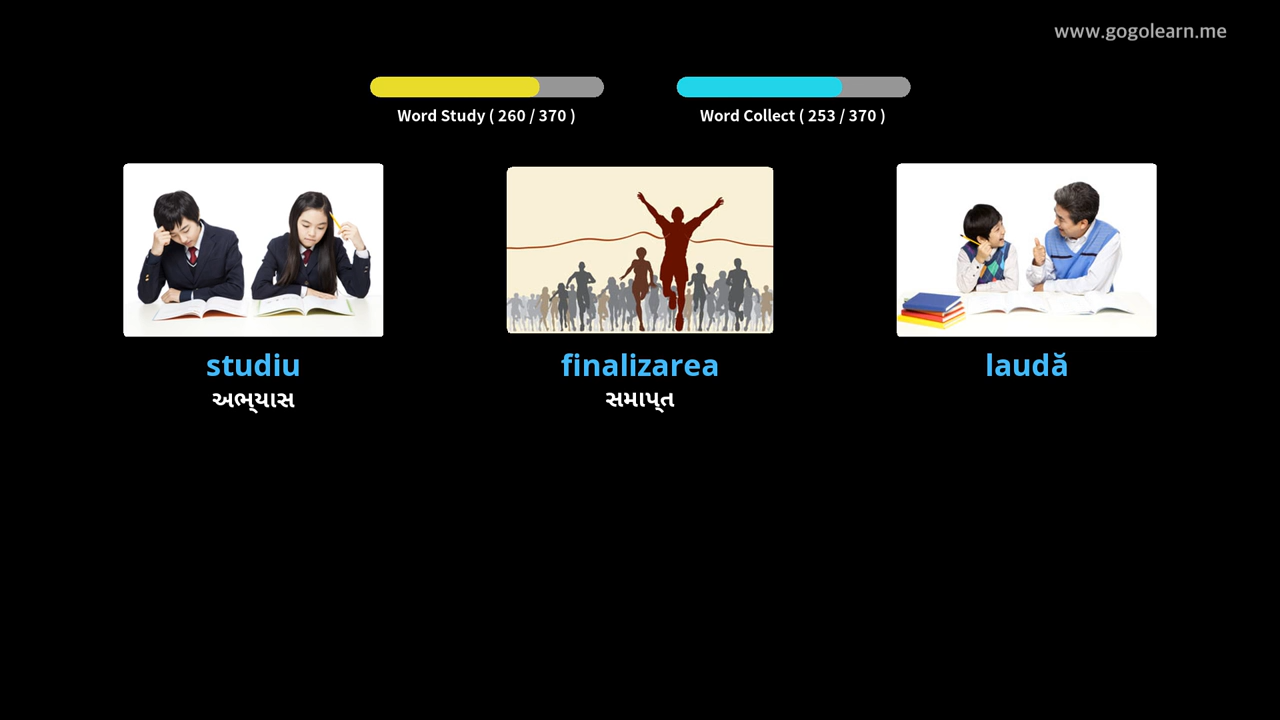 www.gogolearn.me
Word Study ( 260 / 370 )
Word Collect ( 253 / 370 )
studiu
અભ્યાસ
finalizarea
સમાપ્ત
laudă